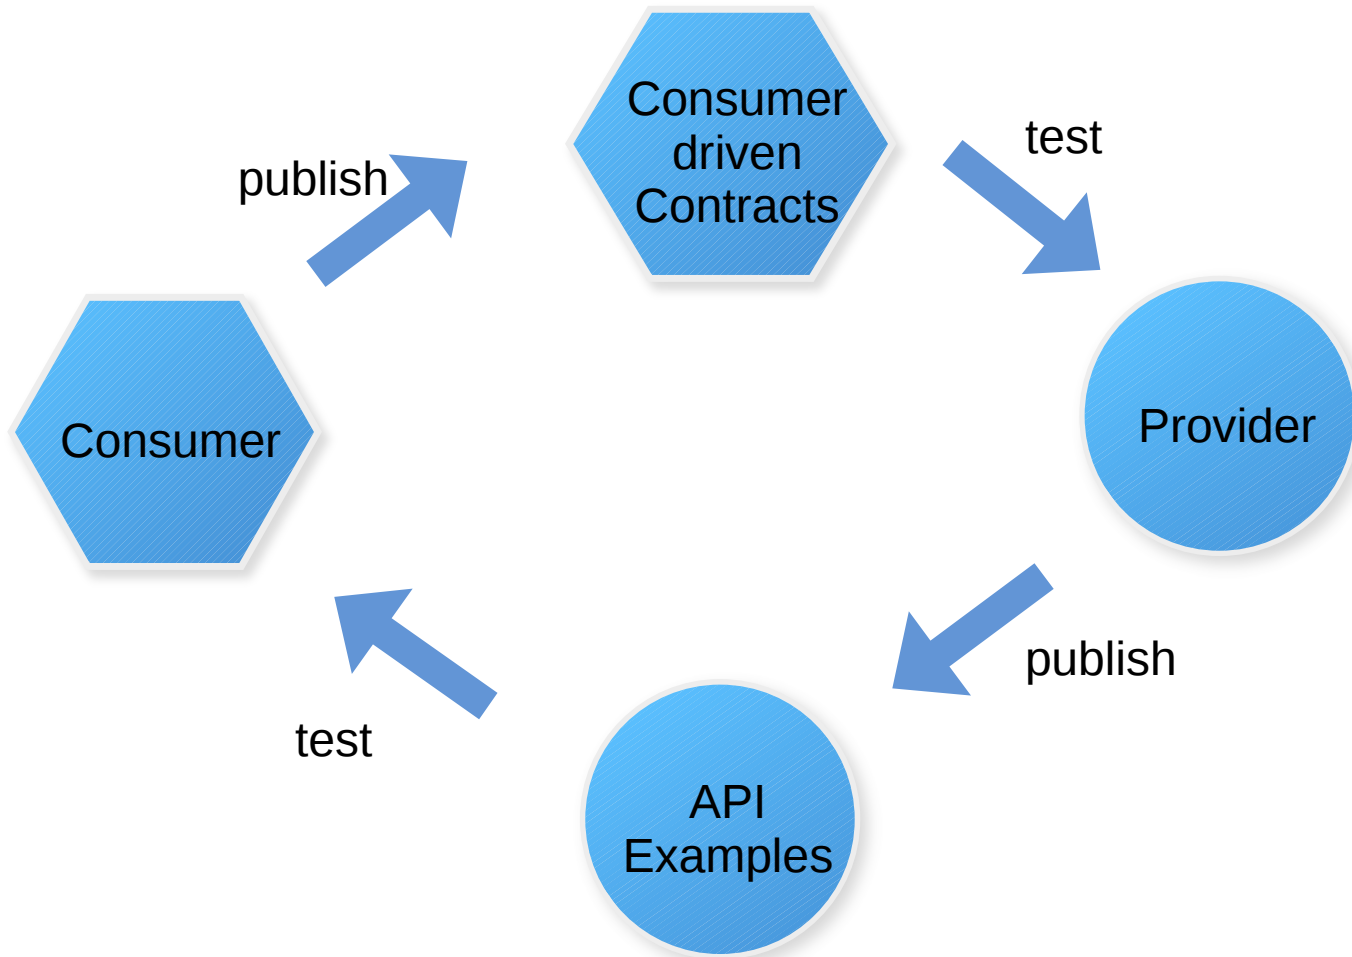 Consumer
driven
Contracts
test
publish
Consumer
Provider
publish
test
API
Examples